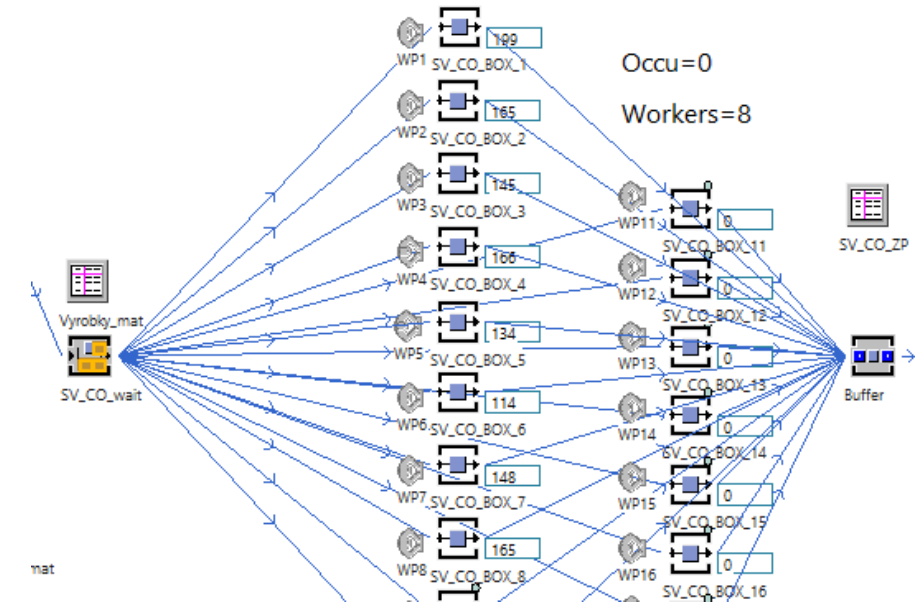 199
WP1
SV_CO_BOX_1
Occu=0
165
Workers=8
WP2
SV_CO_BOX_2
145
WP3
SV_CO_BOX_3
WP11
0
SV_CO_BOX_11
SV_CO_ZP
166
WP4
SV_CO_BOX_4
WP12
0
SV_CO_BOX_12
Vyrobky_mat
134
WP5
SV_CO_BOX_5
WP13
0
SV_CO_BOX_13
SV_CO_wait
Buffer
114
WP6
SV_CO_BOX_6
WP14
0
SV_CO_BOX_14
148
WP7
SV_CO_BOX_7
WP15
0
SV_CO_BOX_15
165
WP8
SV_CO_BOX_8
WP16
0
SV_CO_BOX_16
mat